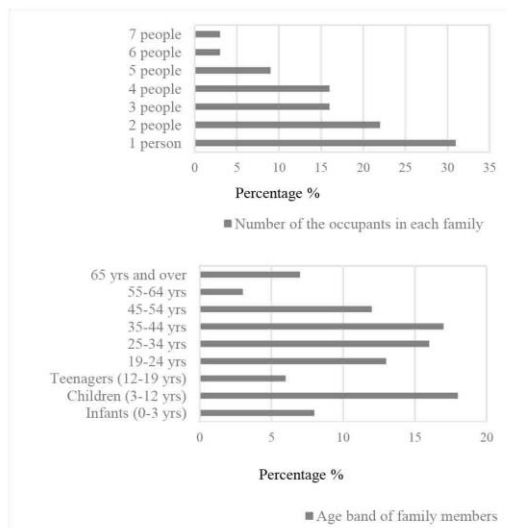 7 people
6 people
5 people
4 people
3 people
2 people
1 person
0 5 10 15 20 25 30 35
Percentage %
Number of the occupants in each family
65 yrs and over
55-64 yrs
45-54 yrs
35-44 yrs
25-34 yrs
19-24 yrs
Teenagers (12-19 yrs)
Children (3-12 yrs)
Infants (0-3 yrs)
0 5 10 15 20
Percentage %
Age band of family members